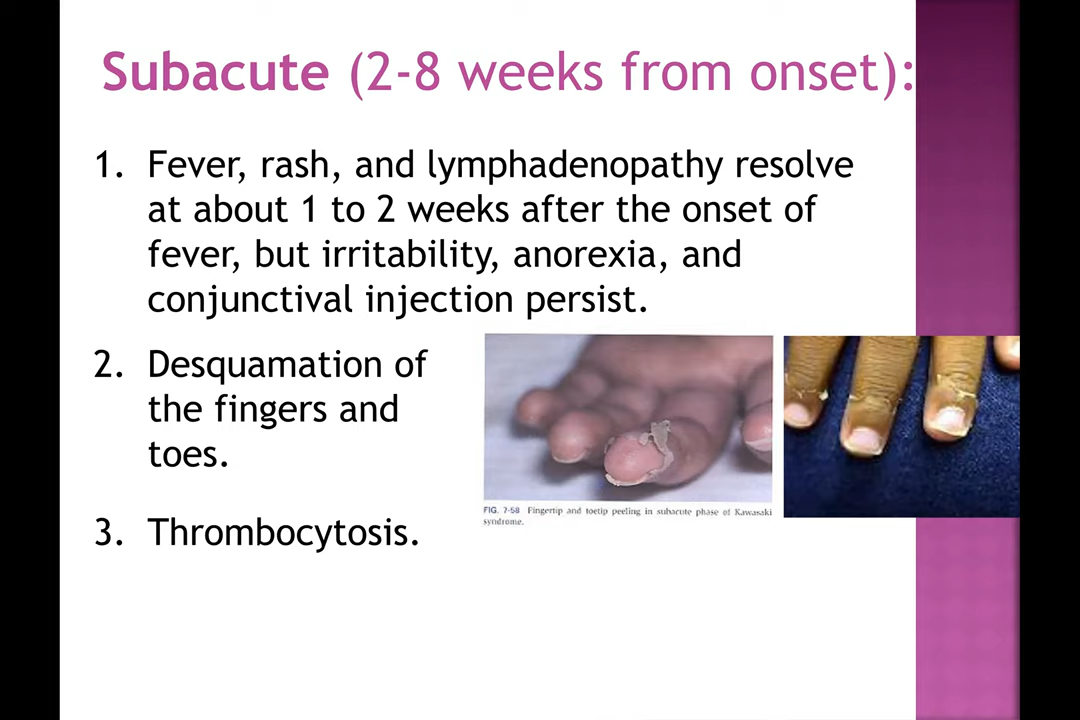 Subacute (2-8 weeks from onset):
1. Fever, rash, and lymphadenopathy resolve
at about 1 to 2 weeks after the onset of
fever, but irritability, anorexia, and
conjunctival injection persist.
2. Desquamation of
the fingers and
toes.
FIG. 7-58 Fingertip and toetip peeling in subacute phase of Kawasaki
syndrome.
3. Thrombocytosis.